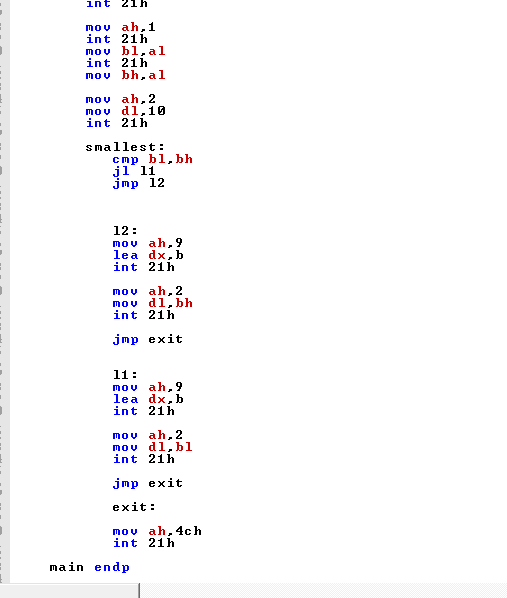 int 21h
mov ah,1
int 21h
mov bl,al
int 21h
mov bh,al
mov ah,2
mov dl,10
int 21h
smallest:
cmp bl,bh
jl l1
jmp l2
l2:
mov ah,9
lea dx,b
int 21h
mov ah,2
mov dl,bh
int 21h
jmp exit
l1:
mov ah,9
lea dx,b
int 21h
mov ah,2
mov dl,bl
int 21h
jmp exit
exit:
mov ah,4ch
int 21h
main endp